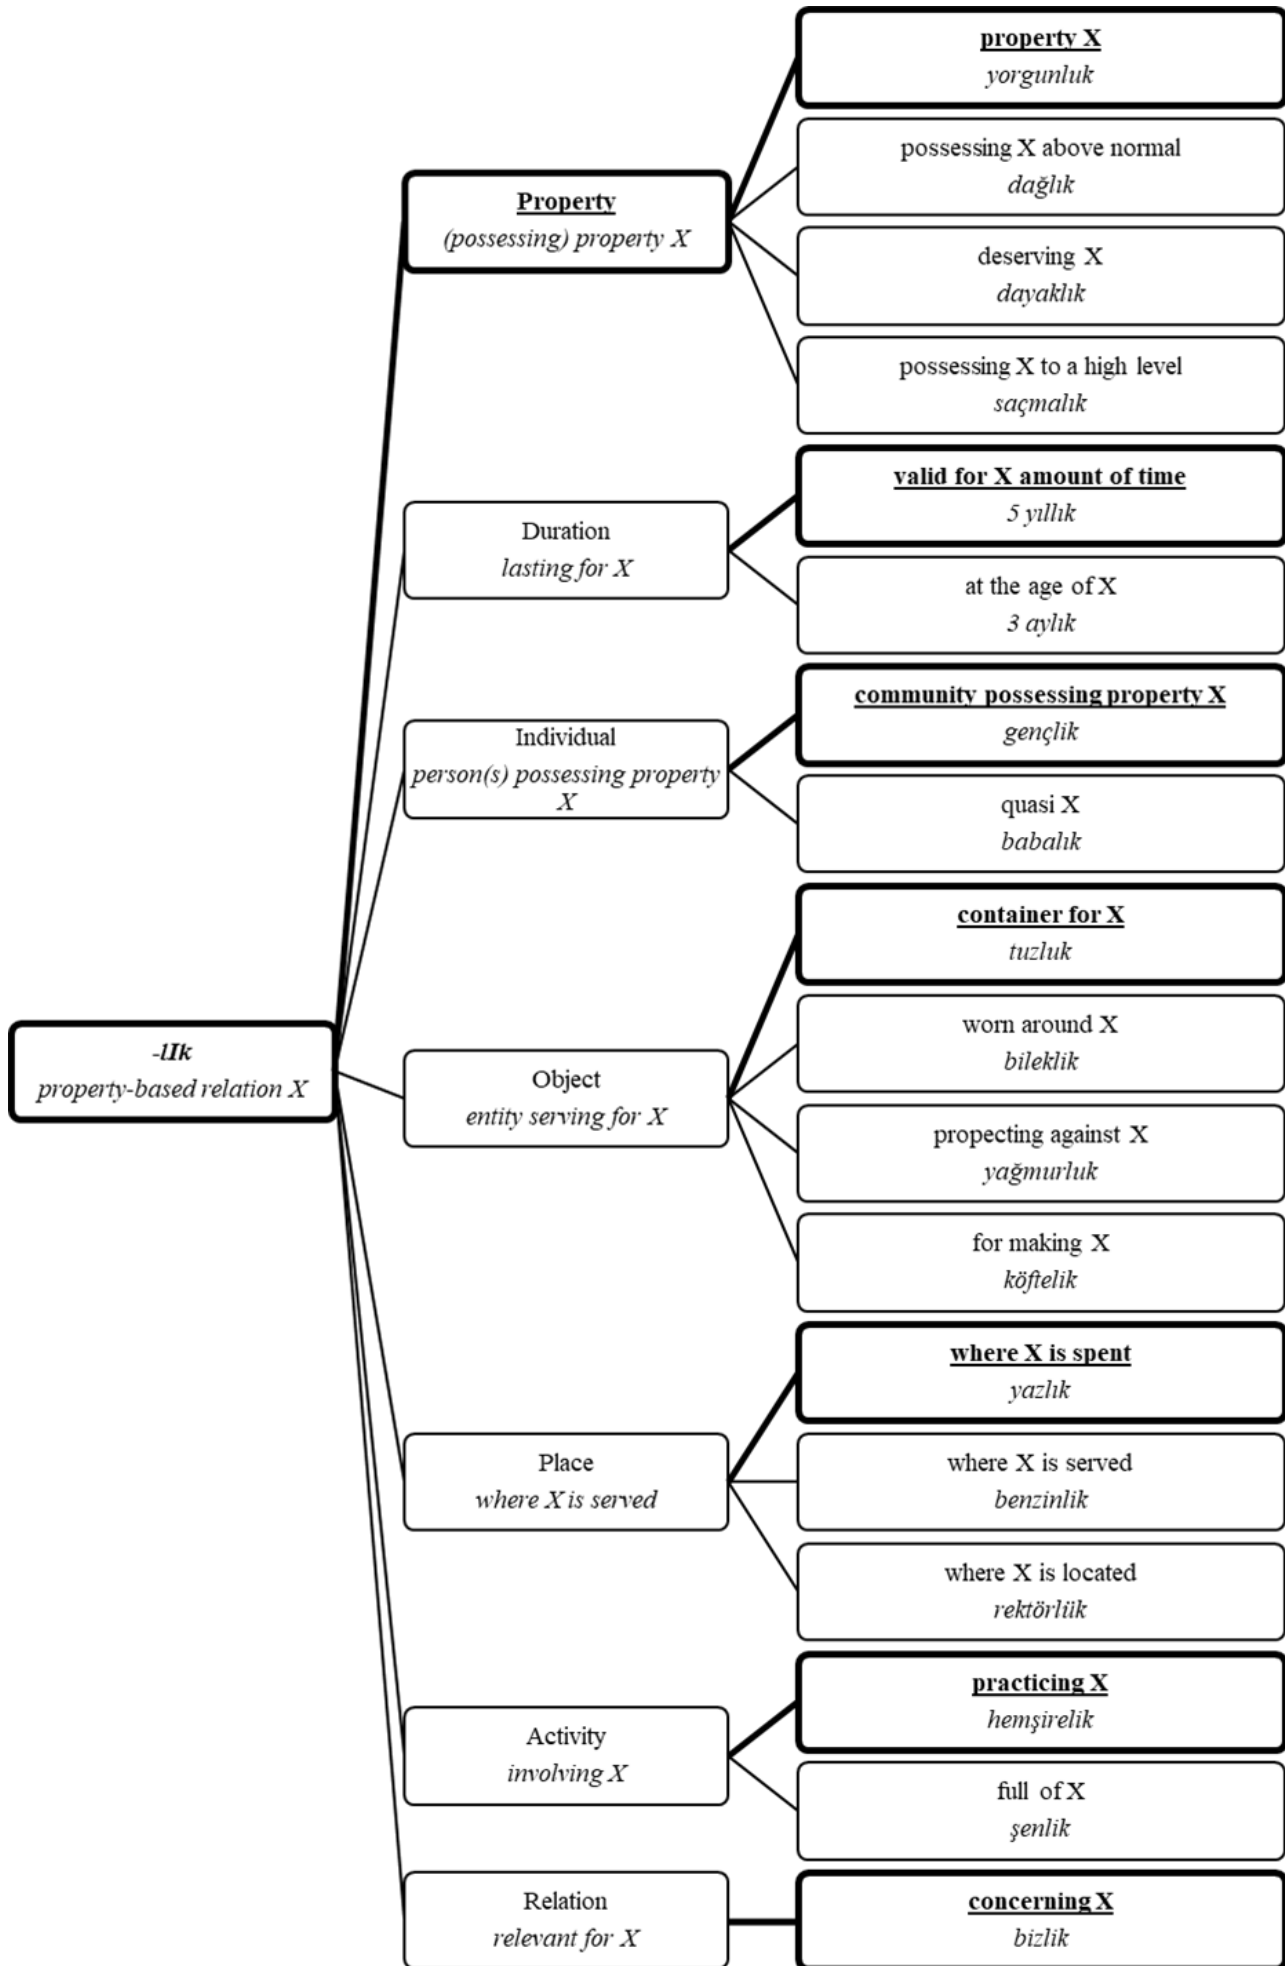 property X
yorgunluk
possessing X above normal
dağlık
Property
(possessing) property X
deserving X
dayaklık
possessing X to a high level
saçmalık
valid for X amount of time
5 yıllık
Duration
lasting for X
at the age of X
3 aylık
community possessing property X
gençlik
Individual
person(s) possessing property
X
quasi X
babalık
container for X
tuzluk
-lIk
property-based relation X
worn around X
bileklik
Object
entity serving for X
propecting against X
yağmurluk
for making X
köftelik
where X is spent
yazlık
Place
where X is served
where X is served
benzinlik
where X is located
rektörlük
practicing X
hemşirelik
Activity
involving X
full of X
şenlik
Relation
relevant for X
concerning X
bizlik